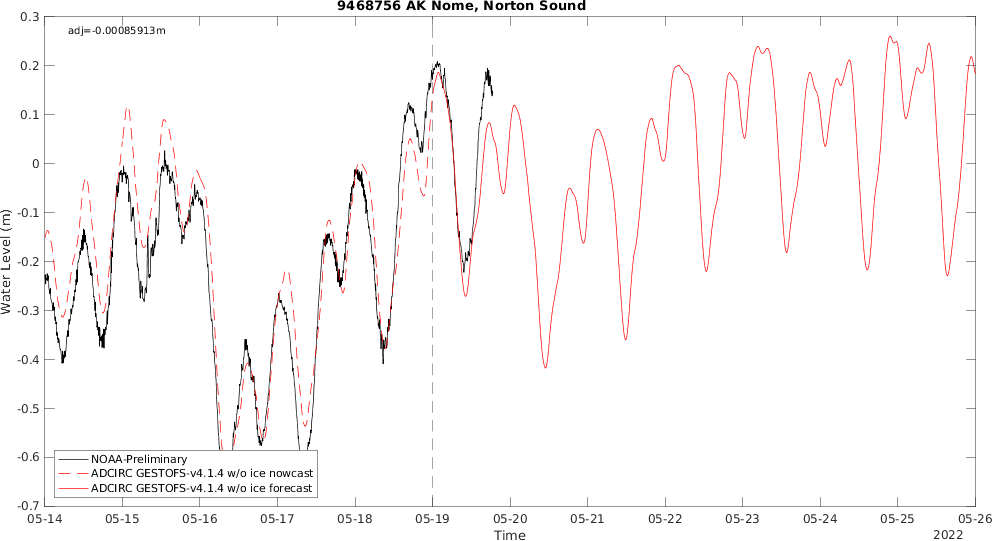 9468756 AK Nome, Norton Sound
adj=-0.00085913m
0.3
0.2
0.1
0
-0.1
-0.2
-0.3
-0.4
-0.5
-0.6
-0.7
Water Level (m)
NOAA-Preliminary
ADCIRC GESTOFS-v4.1.4 w/o ice nowcast
ADCIRC GESTOFS-v4.1.4 w/o ice forecast
05-14 05-15 05-16 05-17 05-18 05-19 05-20 05-21 05-22 05-23 05-24 05-25 05-26
Time
2022